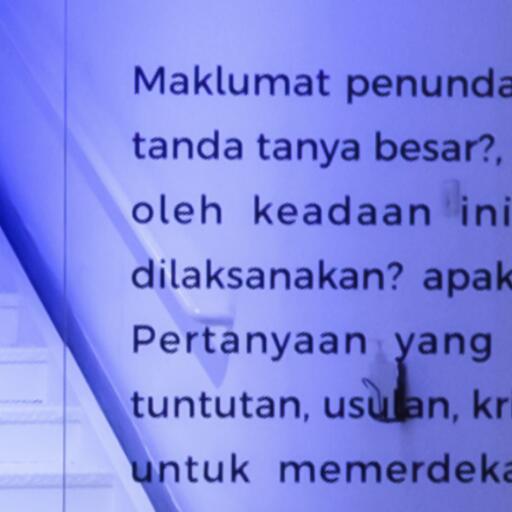 Maklumat penunda
tanda tanya besar?,
oleh keadaan ini
dilaksanakan? apak
Pertanyaan yang
tuntutan, usulan, kri
untuk memerdeka